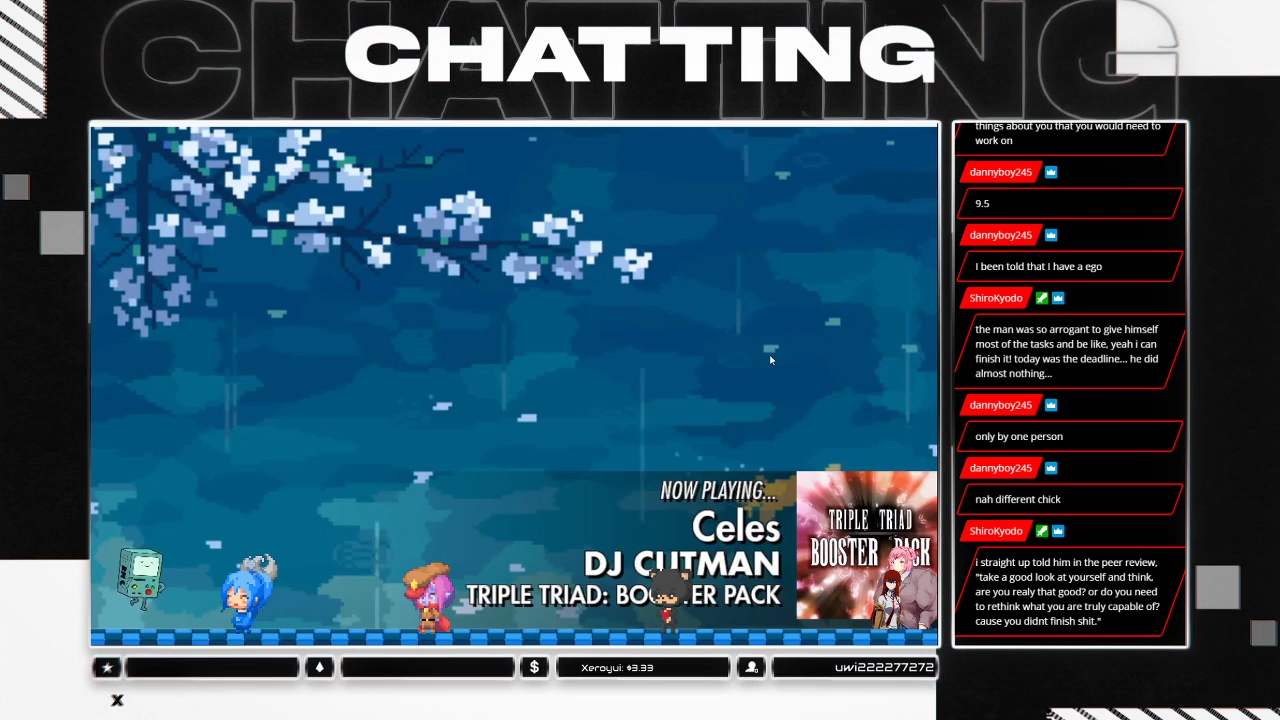 CHATTING
CHATTING
things about you that you would need to
work on
dannyboy245
9.5
dannyboy245
I been told that I have a ego
ShiroKyodo
the man was so arrogant to give himself
most of the tasks and be like, yeah i can
finish it! today was the deadline... he did
almost nothing...
dannyboy245
only by one person
dannyboy245
nah different chick
ShiroKyodo
i straight up told him in the peer review,
"take a good look at yourself and think,
are you realy that good? or do you need
to rethink what you are truly capable of?
cause you didnt finish shit."
NOW PLAYING...
Celes
DJ CUTMAN
TRIPLE TRIAD: BOOSTER PACK
TRIPLE TRIAD
BOOSTER PACK
$
Xeroyui: $3.33
uwi222277272
X